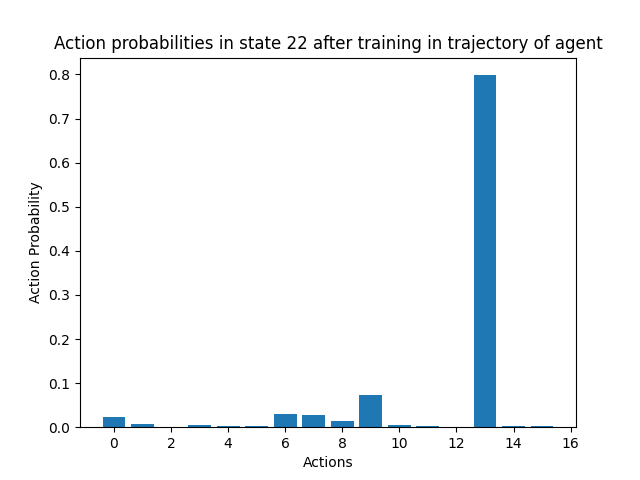 Action probabilities in state 22 after training in trajectory of agent
0.8
0.7
0.6
0.5
0.4
0.3
0.2
0.1
0.0
Action Probability
0 2 4 6 8 10 12 14 16
Actions